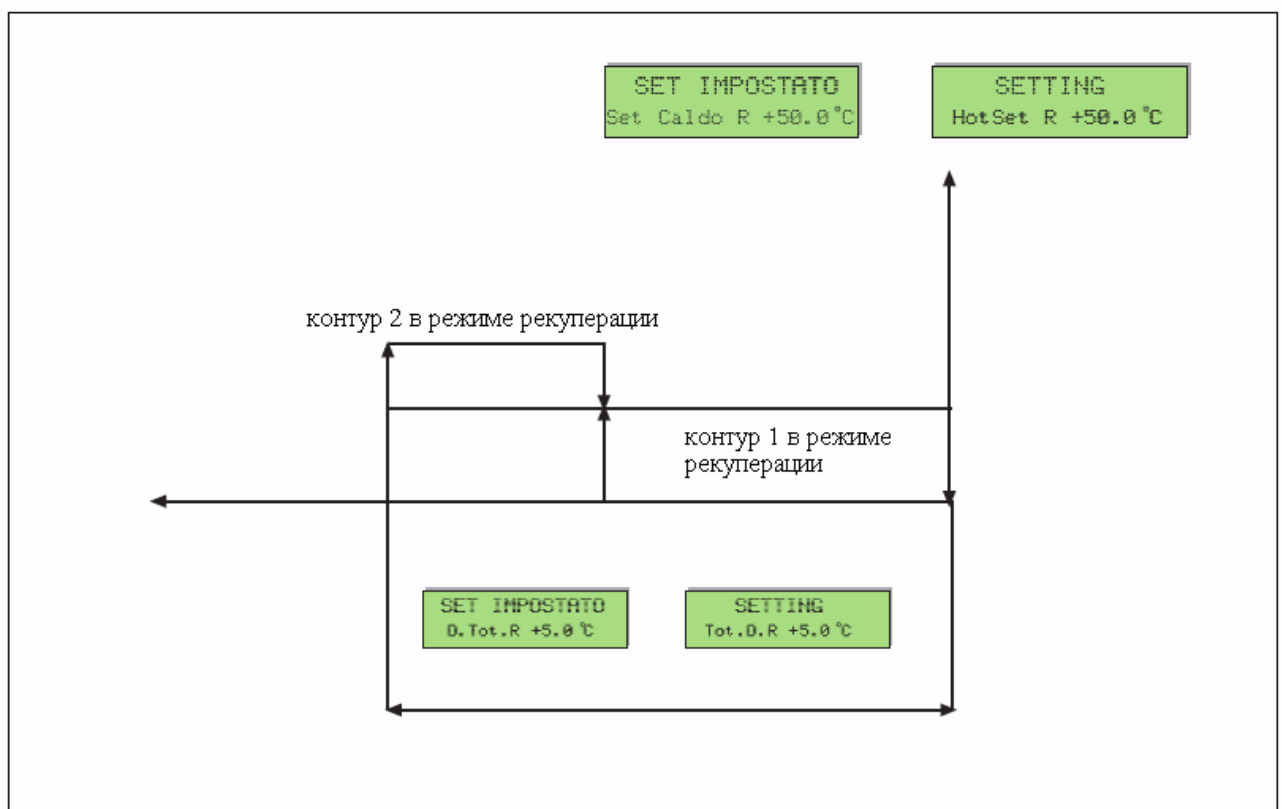 SET IMPOSTATO
Set Caldo R +50.0°C
SETTING
HotSet R +50.0°C
контур 2 в режиме рекуперации
контур 1 в режиме
рекуперации
SET IMPOSTATO
D.Tot.R +5.0°C
SETTING
Tot.D.R +5.0°C